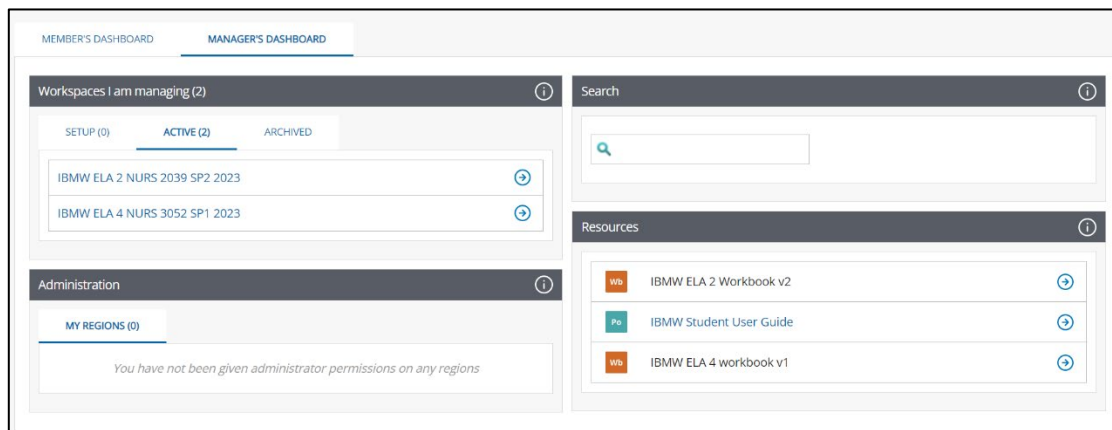 MEMBER'S DASHBOARD
MANAGER'S DASHBOARD
Workspaces I am managing (2)
SETUP (0)
ACTIVE (2)
ARCHIVED
IBMW ELA 2 NURS 2039 SP2 2023
IBMW ELA 4 NURS 3052 SP1 2023
Administration
MY REGIONS (0)
You have not been given administrator permissions on any regions
Search
Resources
Wb IBMW ELA 2 Workbook v2
Po IBMW Student User Guide
Wb IBMW ELA 4 workbook v1